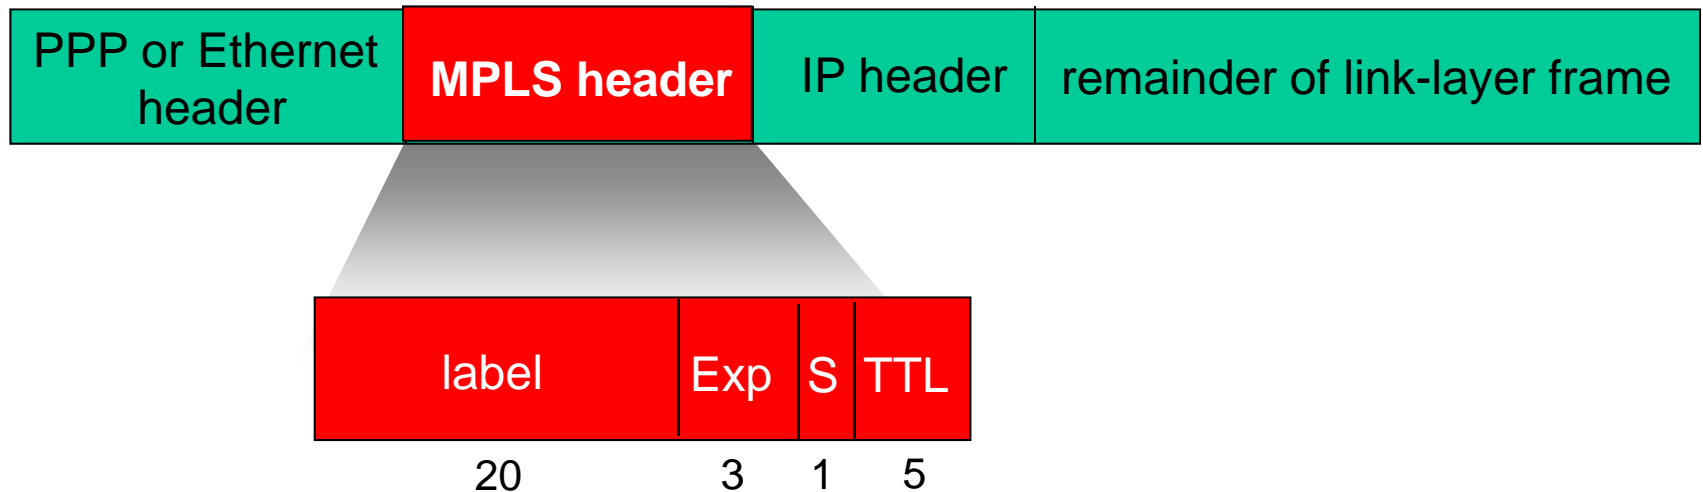 PPP or Ethernet
header
MPLS header
IP header
remainder of link-layer frame
label
Exp
S
TTL
20
3
1
5